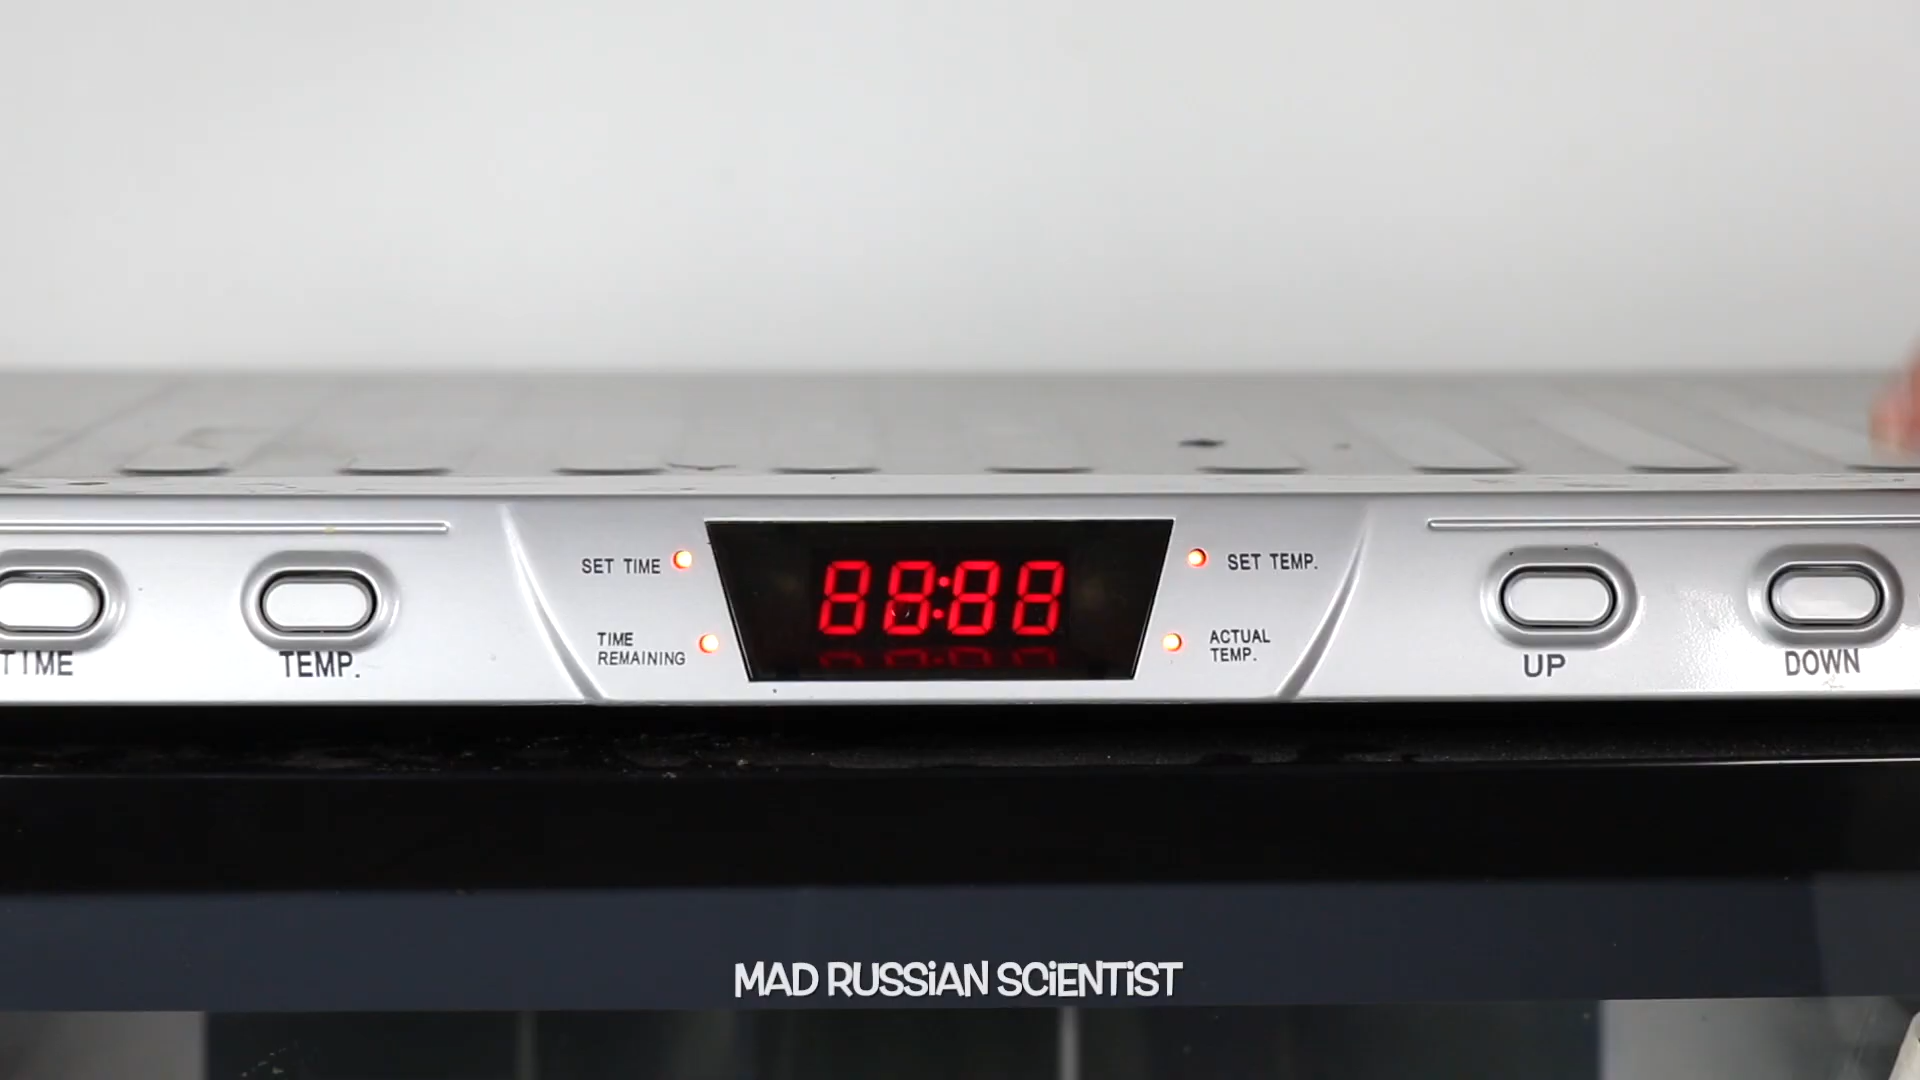 SET TIME
88:88
SET TEMP.
TIME
REMAINING
ACTUAL
TEMP.
TIME
TEMP.
UP
DOWN
MAD RUSSiAN SCiENTiST